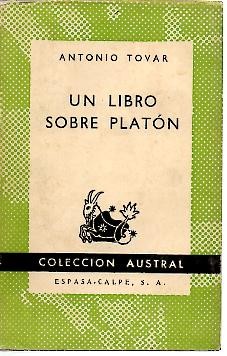 ANTONIO TOVAR
UN LIBRO
SOBRE PLATÓN
COLECCION AUSTRAL
ESPASA-CALPE, S. A.